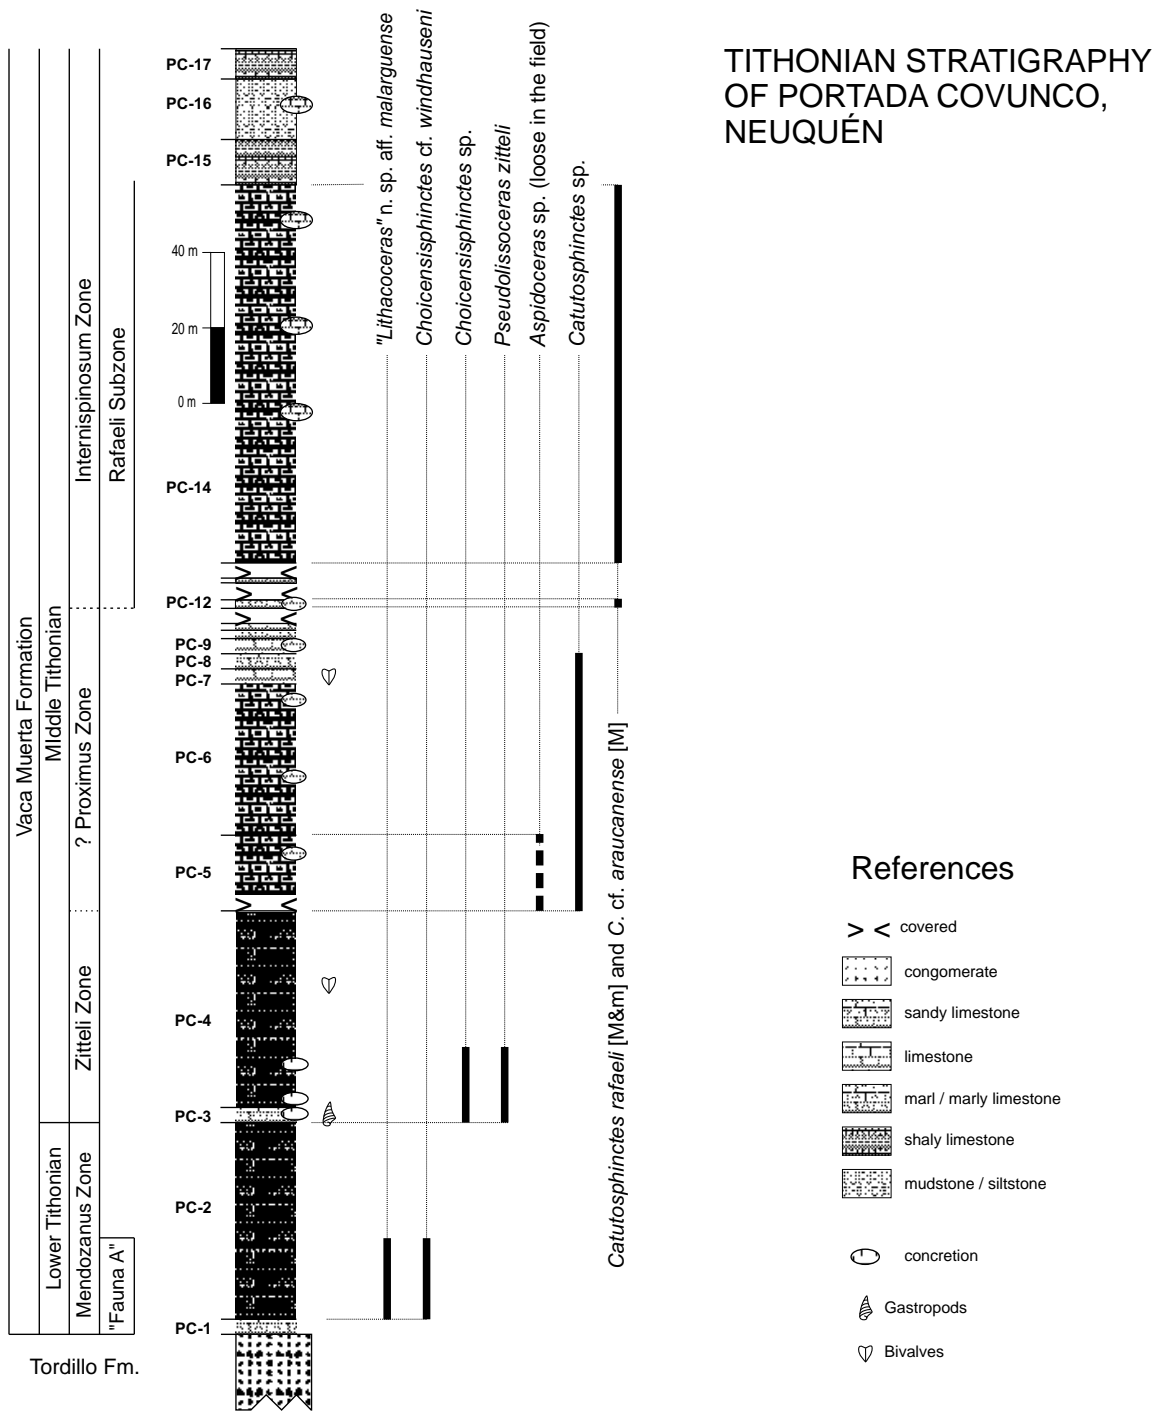 TITHONIAN STRATIGRAPHY
OF PORTADA COVUNCO,
NEUQUÉN
"Lithacoceras" n. sp. aff. malarguense
Choicensisphinctes cf. windhauseni
Choicensisphinctes sp.
Pseudolissoceras zitteli
Aspidoceras sp. (loose in the field)
Catutosphinctes sp.
Catutosphinctes rafaeli [M&m] and C. cf. araucanense [M]
Vaca Muerta Formation
MIddle Tithonian
Lower Tithonian
Internispinosum Zone
Rafaeli Subzone
? Proximus Zone
Zitteli Zone
Mendozanus Zone
"Fauna A"
Tordillo Fm.
40 m
20 m
0 m
PC-17
PC-16
PC-15
PC-14
PC-12
PC-9
PC-8
PC-7
PC-6
PC-5
PC-4
PC-3
PC-2
PC-1
References
> < covered
congomerate
sandy limestone
limestone
marl / marly limestone
shaly limestone
mudstone / siltstone
concretion
Gastropods
Bivalves